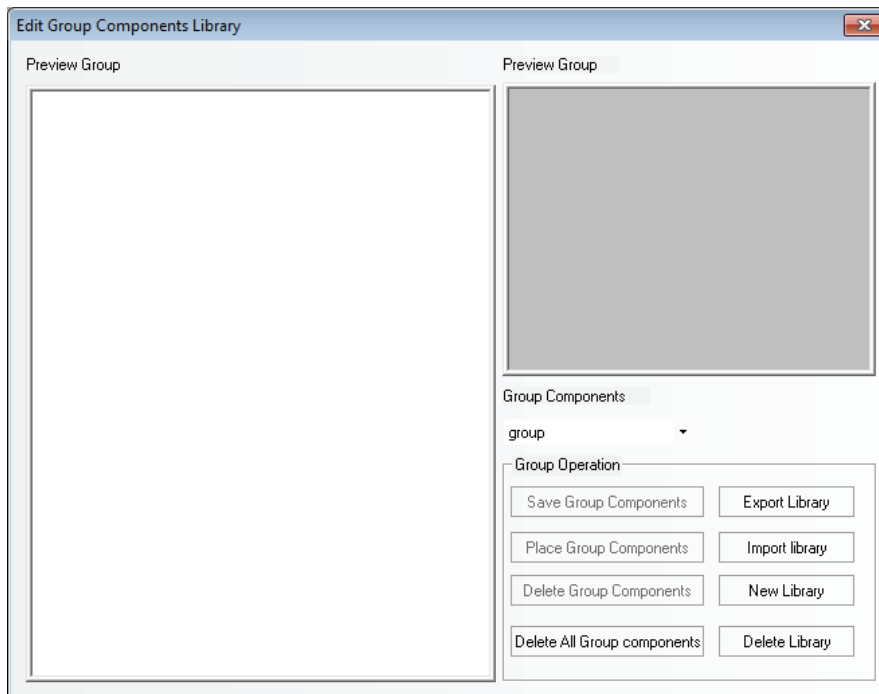 Edit Group Components Library
Preview Group
Preview Group
Group Components
group
Group Operation
Save Group Components
Export Library
Place Group Components
Import library
Delete Group Components
New Library
Delete All Group components
Delete Library